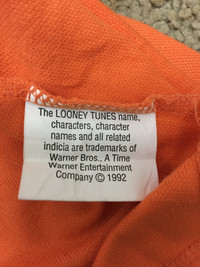 The LOONEY TUNES name,
characters, character
names and all related
indicia are trademarks of
Warner Bros., A Time
Warner Entertainment
Company © 1992